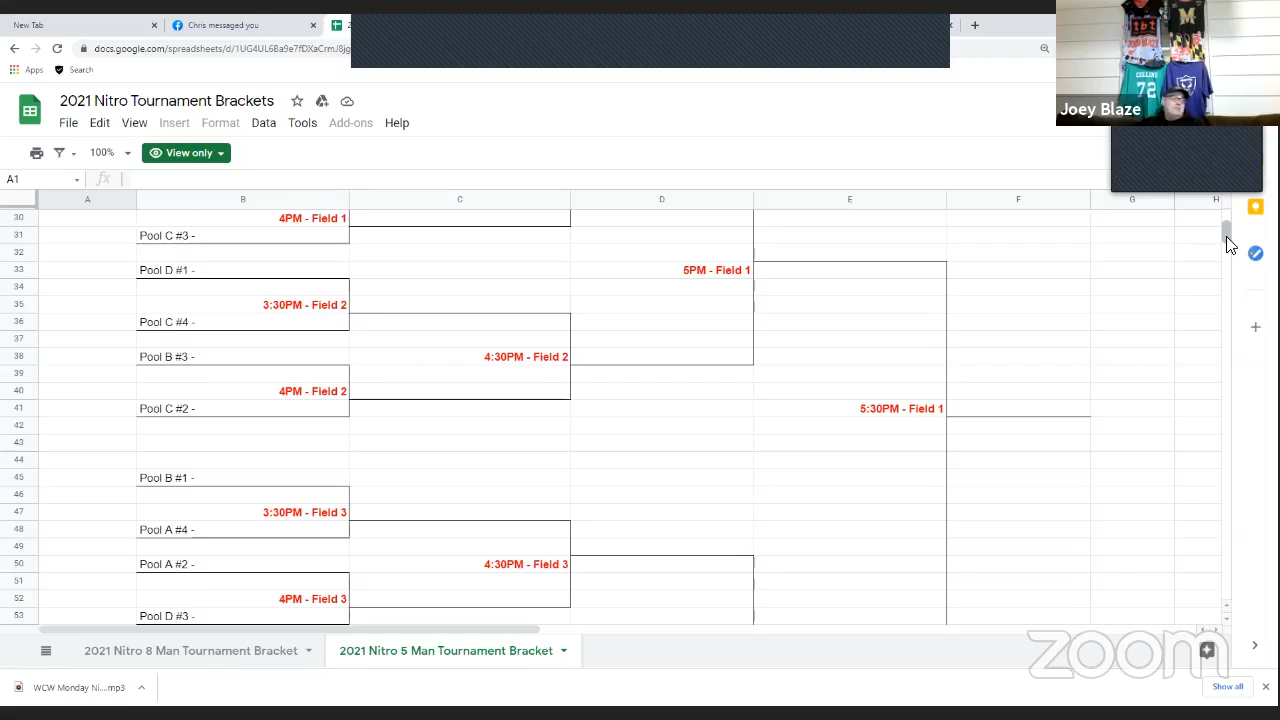 New Tab
Chris messaged you
2
docs.google.com/spreadsheets/d/1UG4UL6Ba9e7fDXaCrmJ8jg
Apps
Search
tbt
M
COLLINS
72
Joey Blaze
2021 Nitro Tournament Brackets
File Edit View Insert Format Data Tools Add-ons Help
100%
View only
A1
fx
A B C D E F G H
30 4PM - Field 1
31 Pool C #3 -
32
33 Pool D #1 - 5PM - Field 1
34
35 3:30PM - Field 2
36 Pool C #4 -
37
38 Pool B #3 - 4:30PM - Field 2
39
40 4PM - Field 2
41 Pool C #2 - 5:30PM - Field 1
42
43
44
45 Pool B #1 -
46
47 3:30PM - Field 3
48 Pool A #4 -
49
50 Pool A #2 - 4:30PM - Field 3
51
52 4PM - Field 3
53 Pool D #3 -
2021 Nitro 8 Man Tournament Bracket
2021 Nitro 5 Man Tournament Bracket
zoom
WCW Monday Ni....mp3
Show all